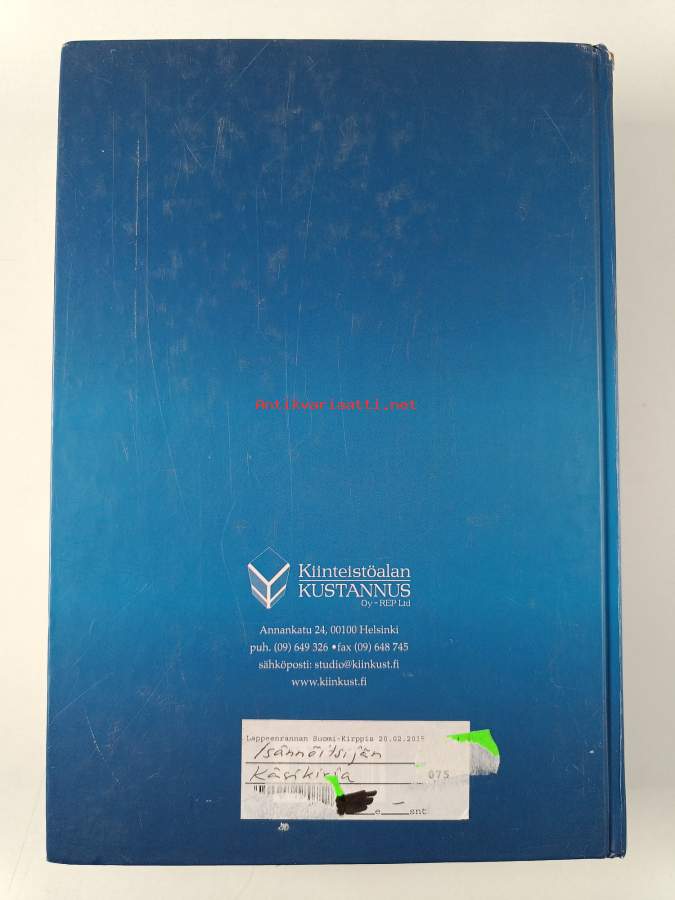 Antikvariaatti.net
Kiinteistöalan
KUSTANNUS
Oy - REP Ltd
Annankatu 24, 00100 Helsinki
puh. (09) 649 326 • fax (09) 648 745
sähköposti: studio@kiinkust.fi
www.kiinkust.fi
Lappeenrannan Suomi-Kirppis 20.02.2015
Isännöitsijän
Käsikirja
075
e snt